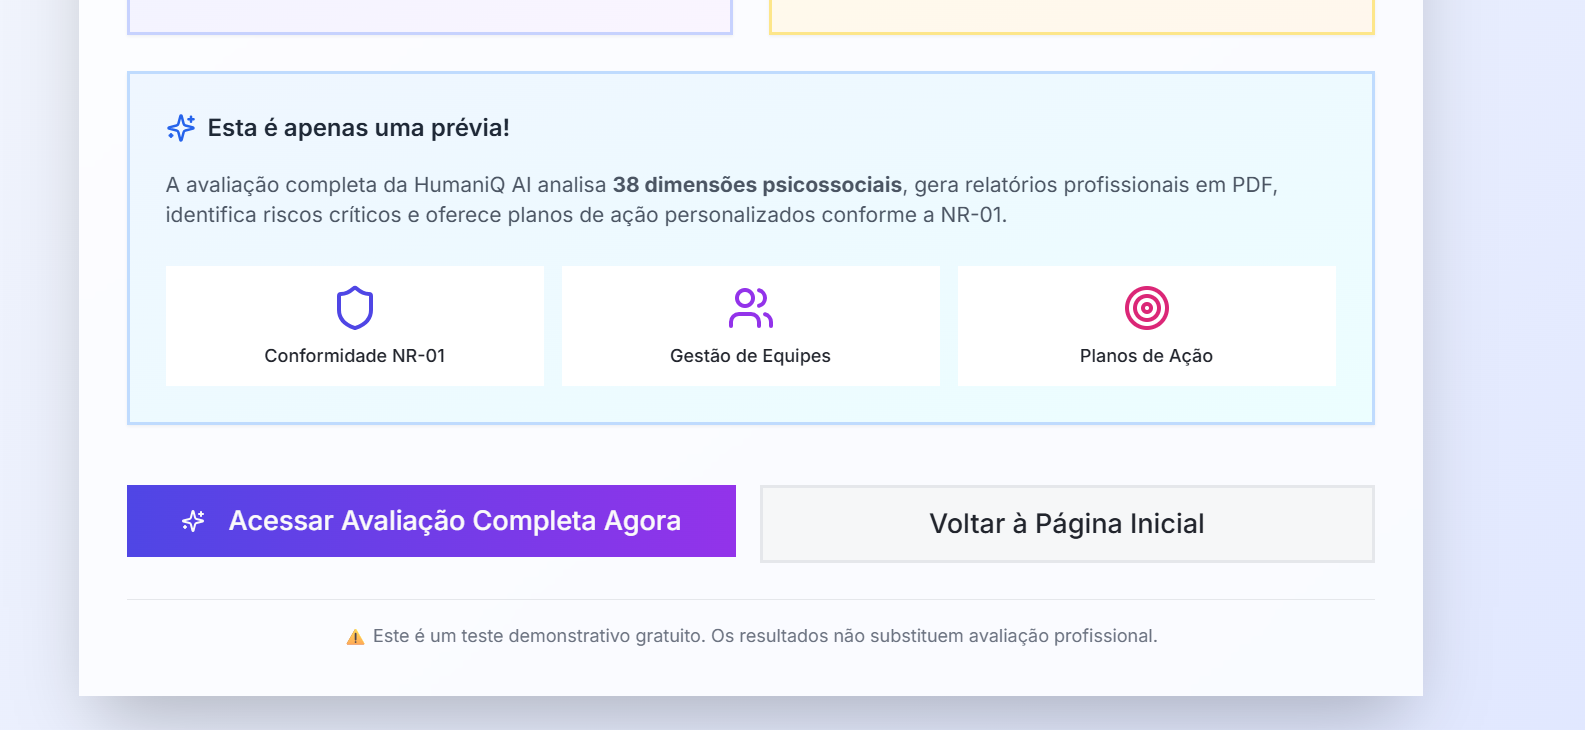 Esta é apenas uma prévia!
A avaliação completa da HumaniQ AI analisa 38 dimensões psicossociais, gera relatórios profissionais em PDF,
identifica riscos críticos e oferece planos de ação personalizados conforme a NR-01.
Conformidade NR-01
Gestão de Equipes
Planos de Ação
Acessar Avaliação Completa Agora
Voltar à Página Inicial
⚠️ Este é um teste demonstrativo gratuito. Os resultados não substituem avaliação profissional.